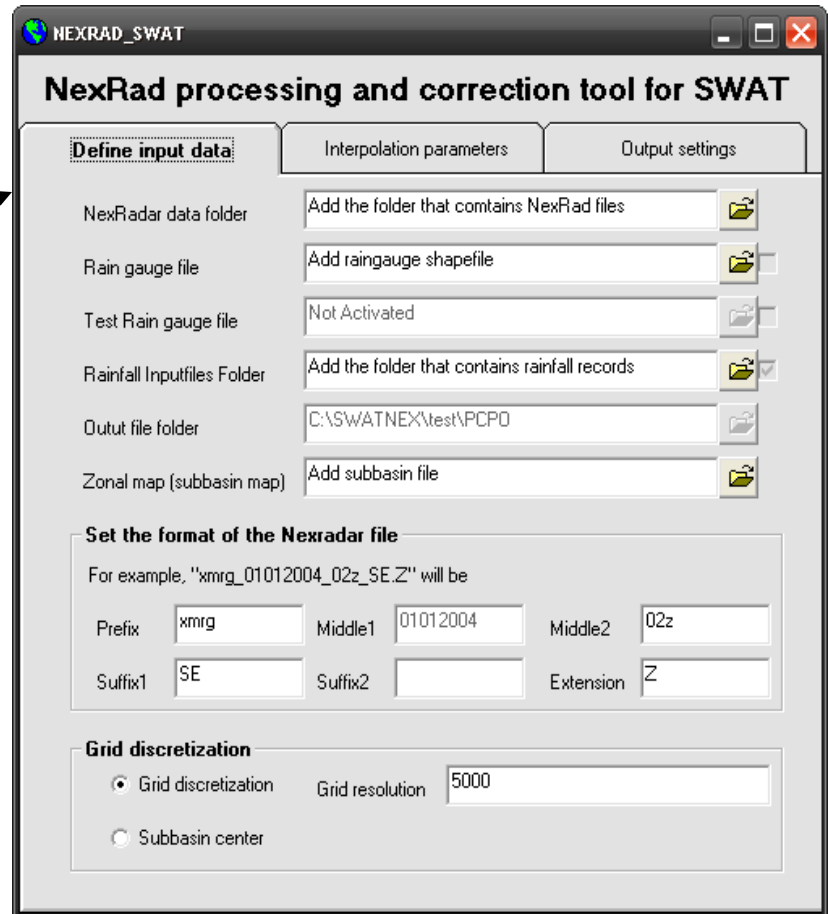 NEXRAD_SWAT
NexRad processing and correction tool for SWAT
Define input data
Interpolation parameters
Output settings
NexRadar data folder
Add the folder that comtains NexRad files
Rain gauge file
Add raingauge shapefile
Test Rain gauge file
Not Activated
Rainfall Inputfiles Folder
Add the folder that contains rainfall records
Outut file folder
C:\SWATNEX\test\PCPO
Zonal map (subbasin map)
Add subbasin file
Set the format of the Nexradar file
For example, "xmrg_01012004_02z_SE.Z" will be
Prefix
xmrg
Middle1
01012004
Middle2
02z
Suffix1
SE
Suffix2
Extension
Z
Grid discretization
Grid discretization
Grid resolution
5000
Subbasin center